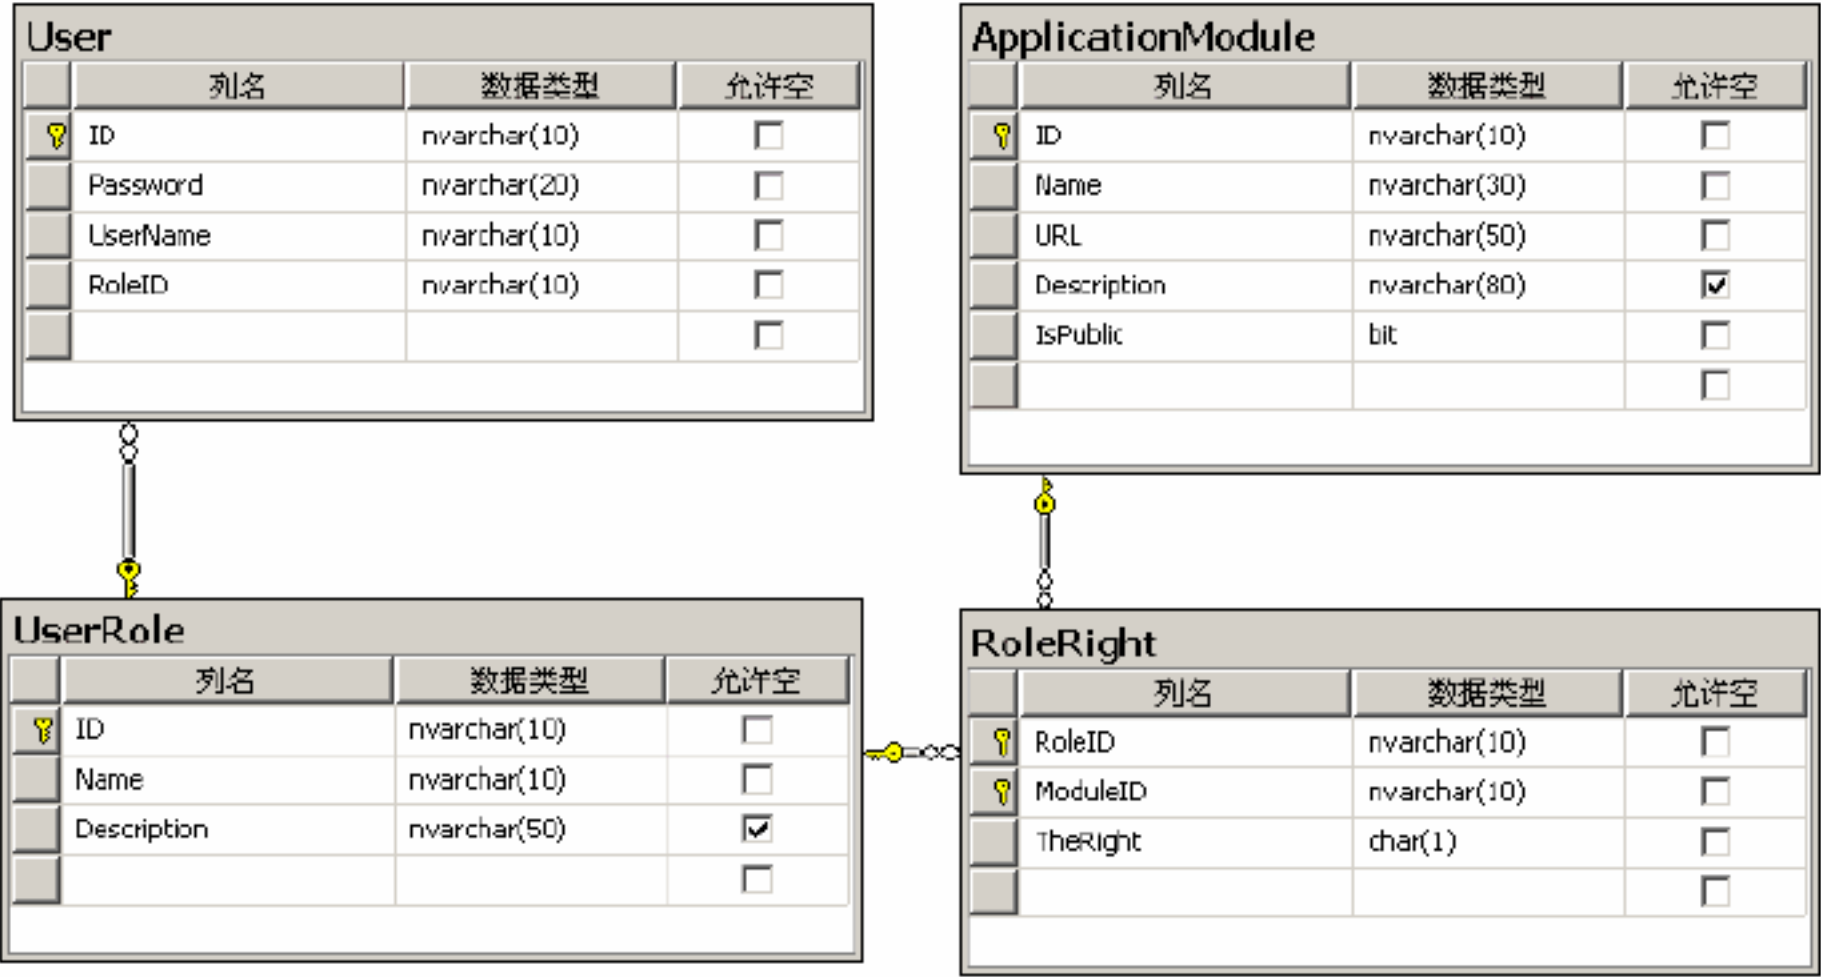 User
列名 数据类型 允许空
ID nvarchar(10)
Password nvarchar(20)
UserName nvarchar(10)
RoleID nvarchar(10)
ApplicationModule
列名 数据类型 允许空
ID nvarchar(10)
Name nvarchar(30)
URL nvarchar(50)
Description nvarchar(80)
IsPublic bit
UserRole
列名 数据类型 允许空
ID nvarchar(10)
Name nvarchar(10)
Description nvarchar(50)
RoleRight
列名 数据类型 允许空
RoleID nvarchar(10)
ModuleID nvarchar(10)
TheRight char(1)